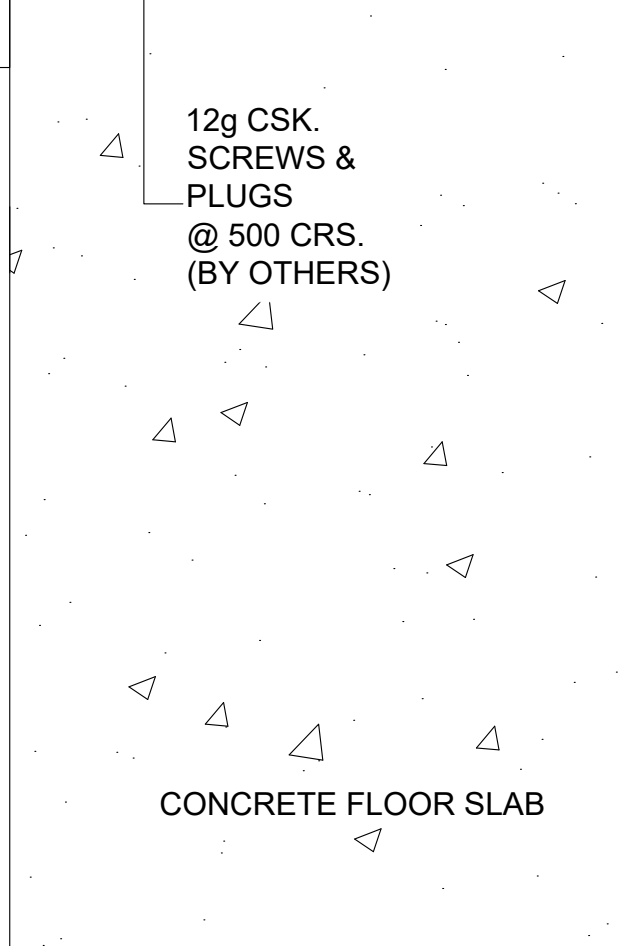 12g CSK.
SCREWS &
PLUGS
@ 500 CRS.
(BY OTHERS)
CONCRETE FLOOR SLAB